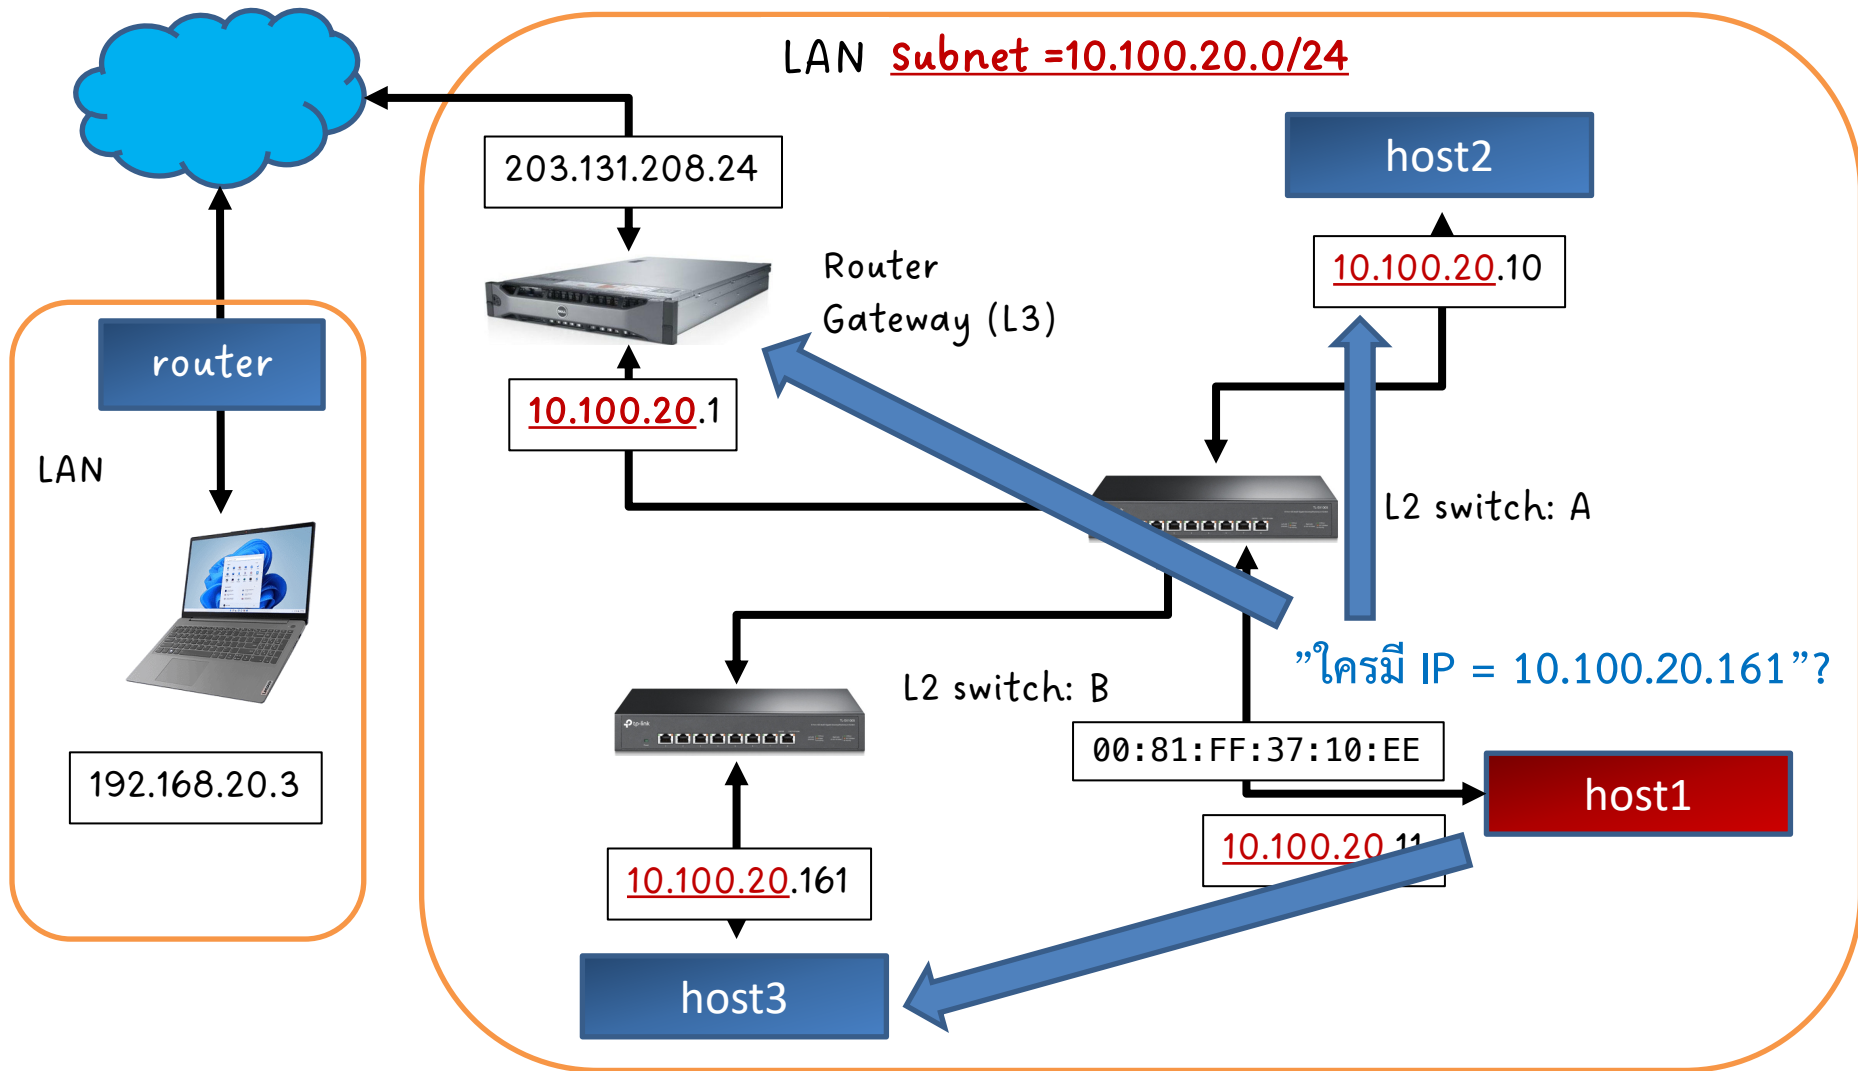 LAN subnet =10.100.20.0/24
203.131.208.24
host2
10.100.20.10
Router
Gateway (L3)
router
10.100.20.1
LAN
L2 switch: A
"ใครมี IP = 10.100.20.161"?
L2 switch: B
tp-link
00:81:FF:37:10:EE
192.168.20.3
host1
10.100.20.11
10.100.20.161
host3